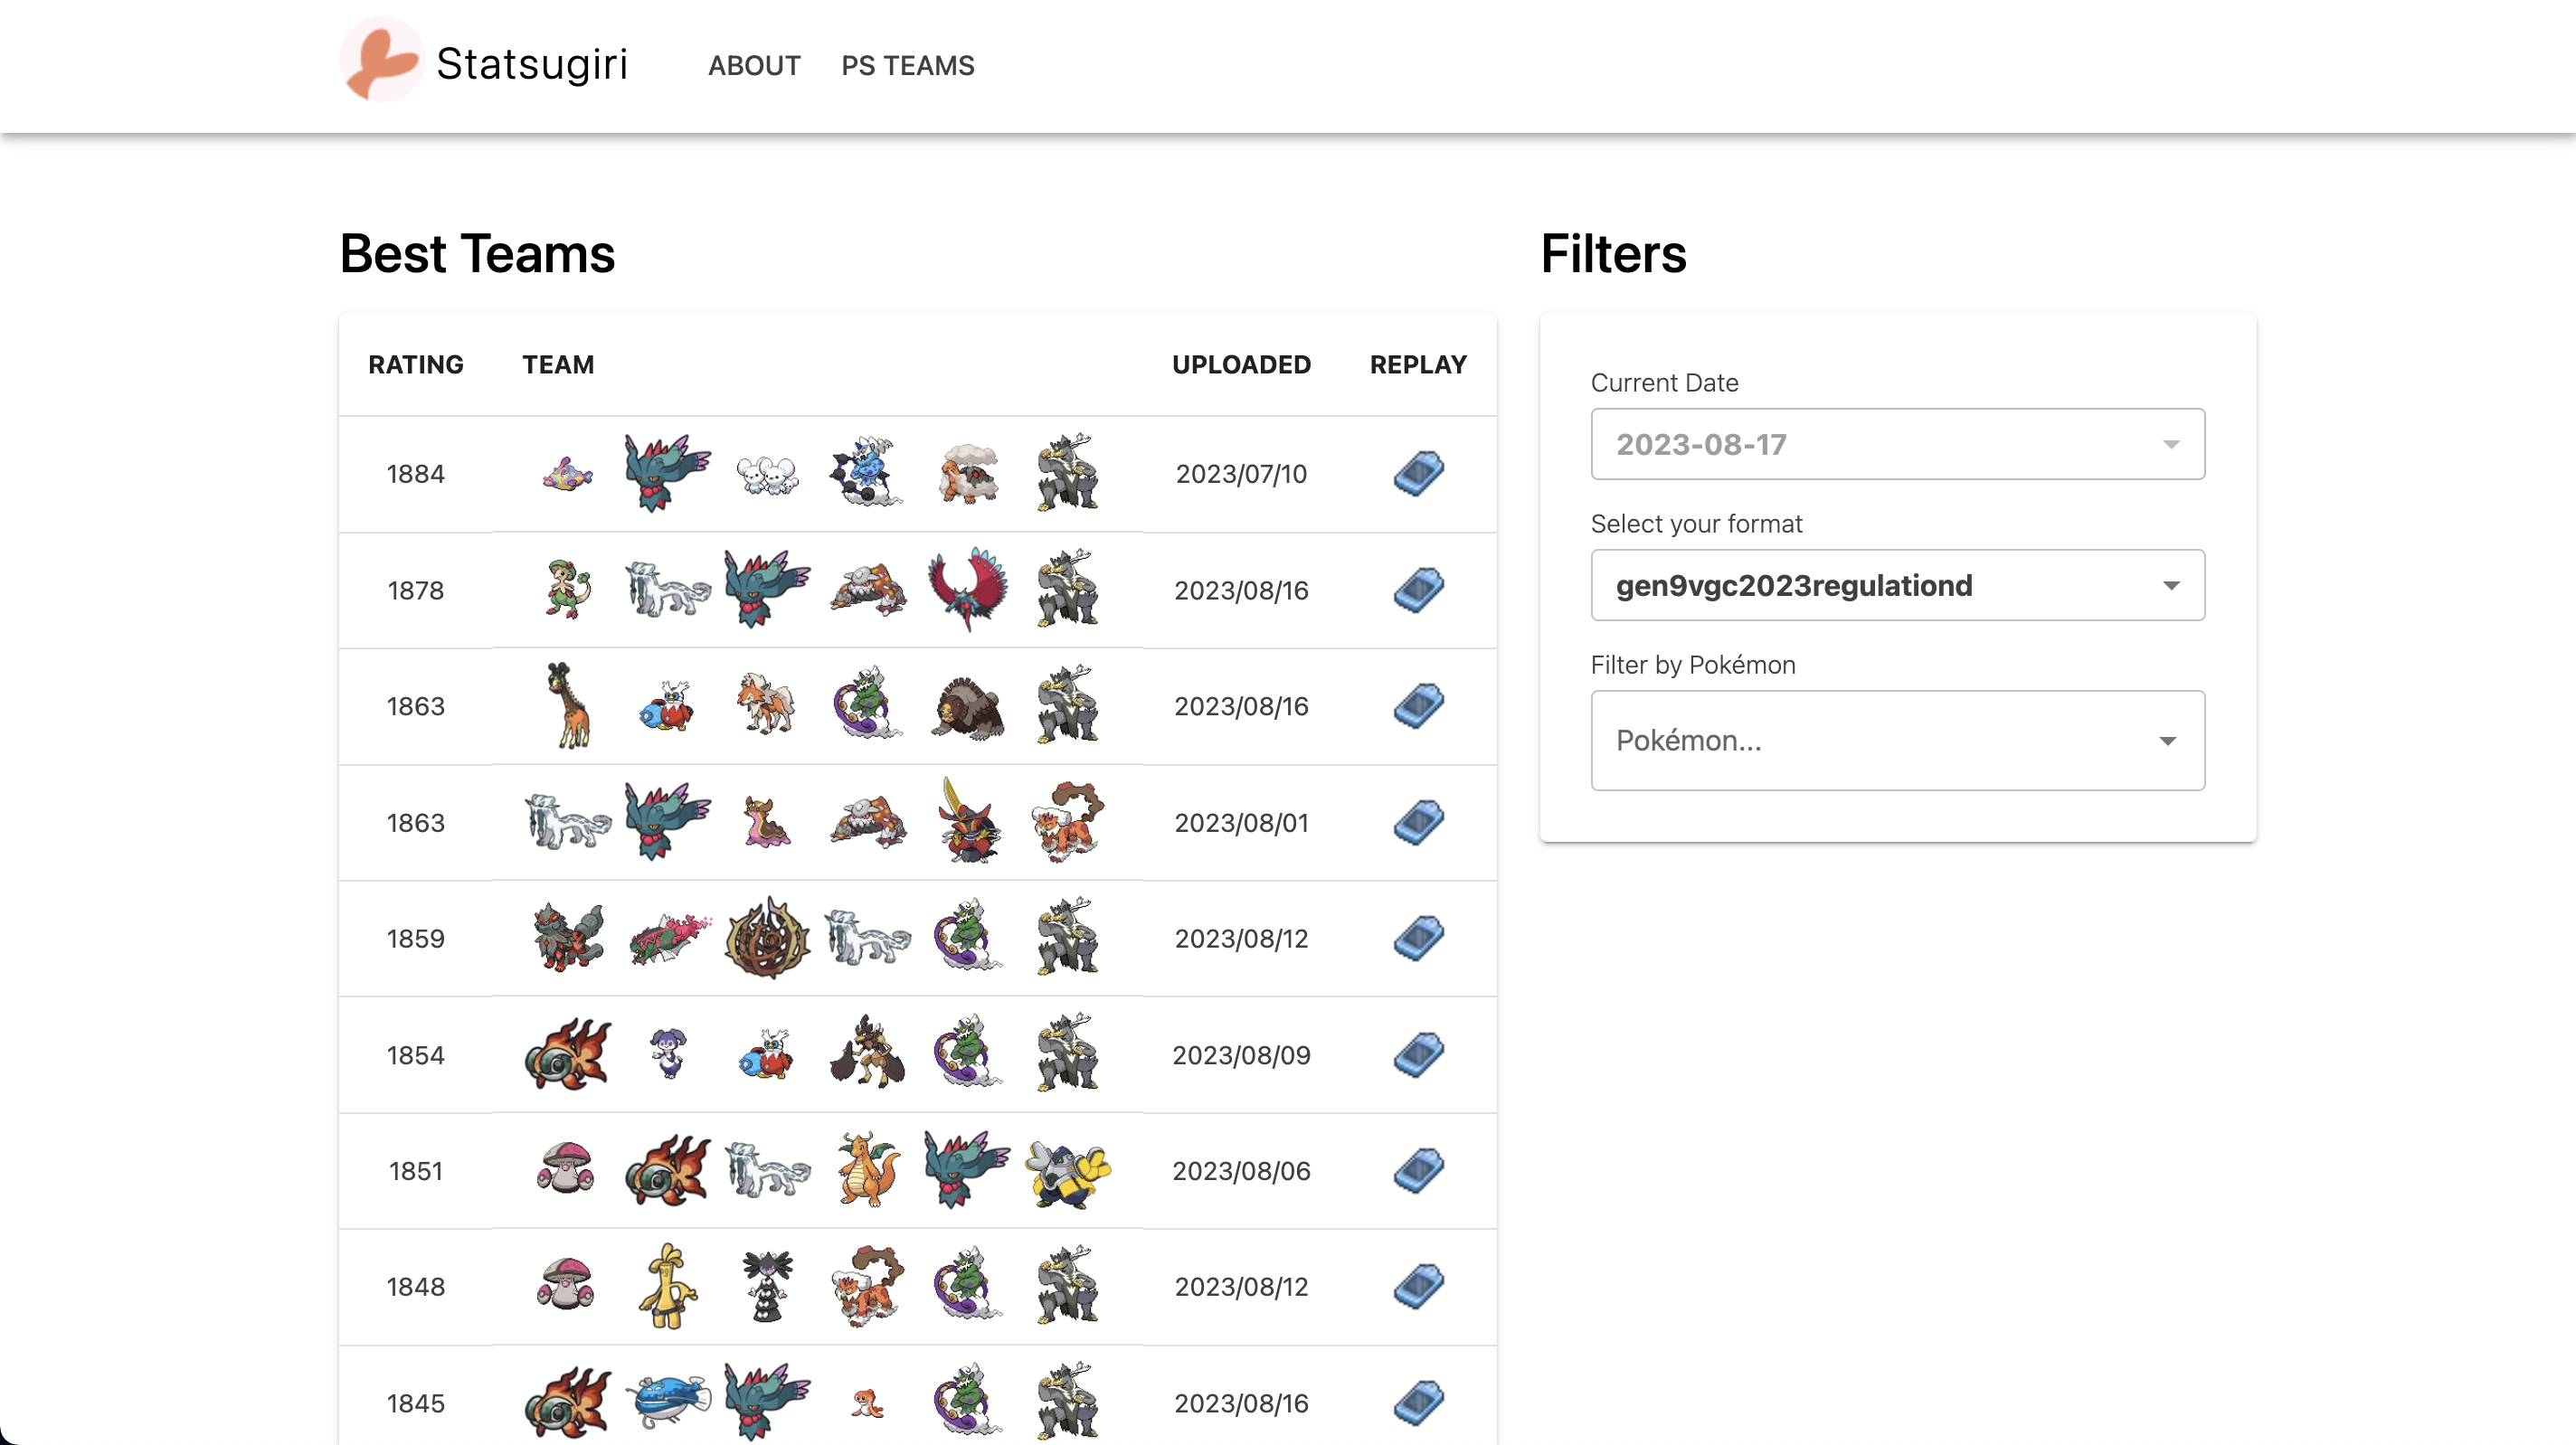 Statsugiri ABOUT PS TEAMS
Best Teams
RATING TEAM UPLOADED REPLAY
1884 2023/07/10
1878 2023/08/16
1863 2023/08/16
1863 2023/08/01
1859 2023/08/12
1854 2023/08/09
1851 2023/08/06
1848 2023/08/12
1845 2023/08/16
Filters
Current Date
2023-08-17
Select your format
gen9vgc2023regulationd
Filter by Pokémon
Pokémon...